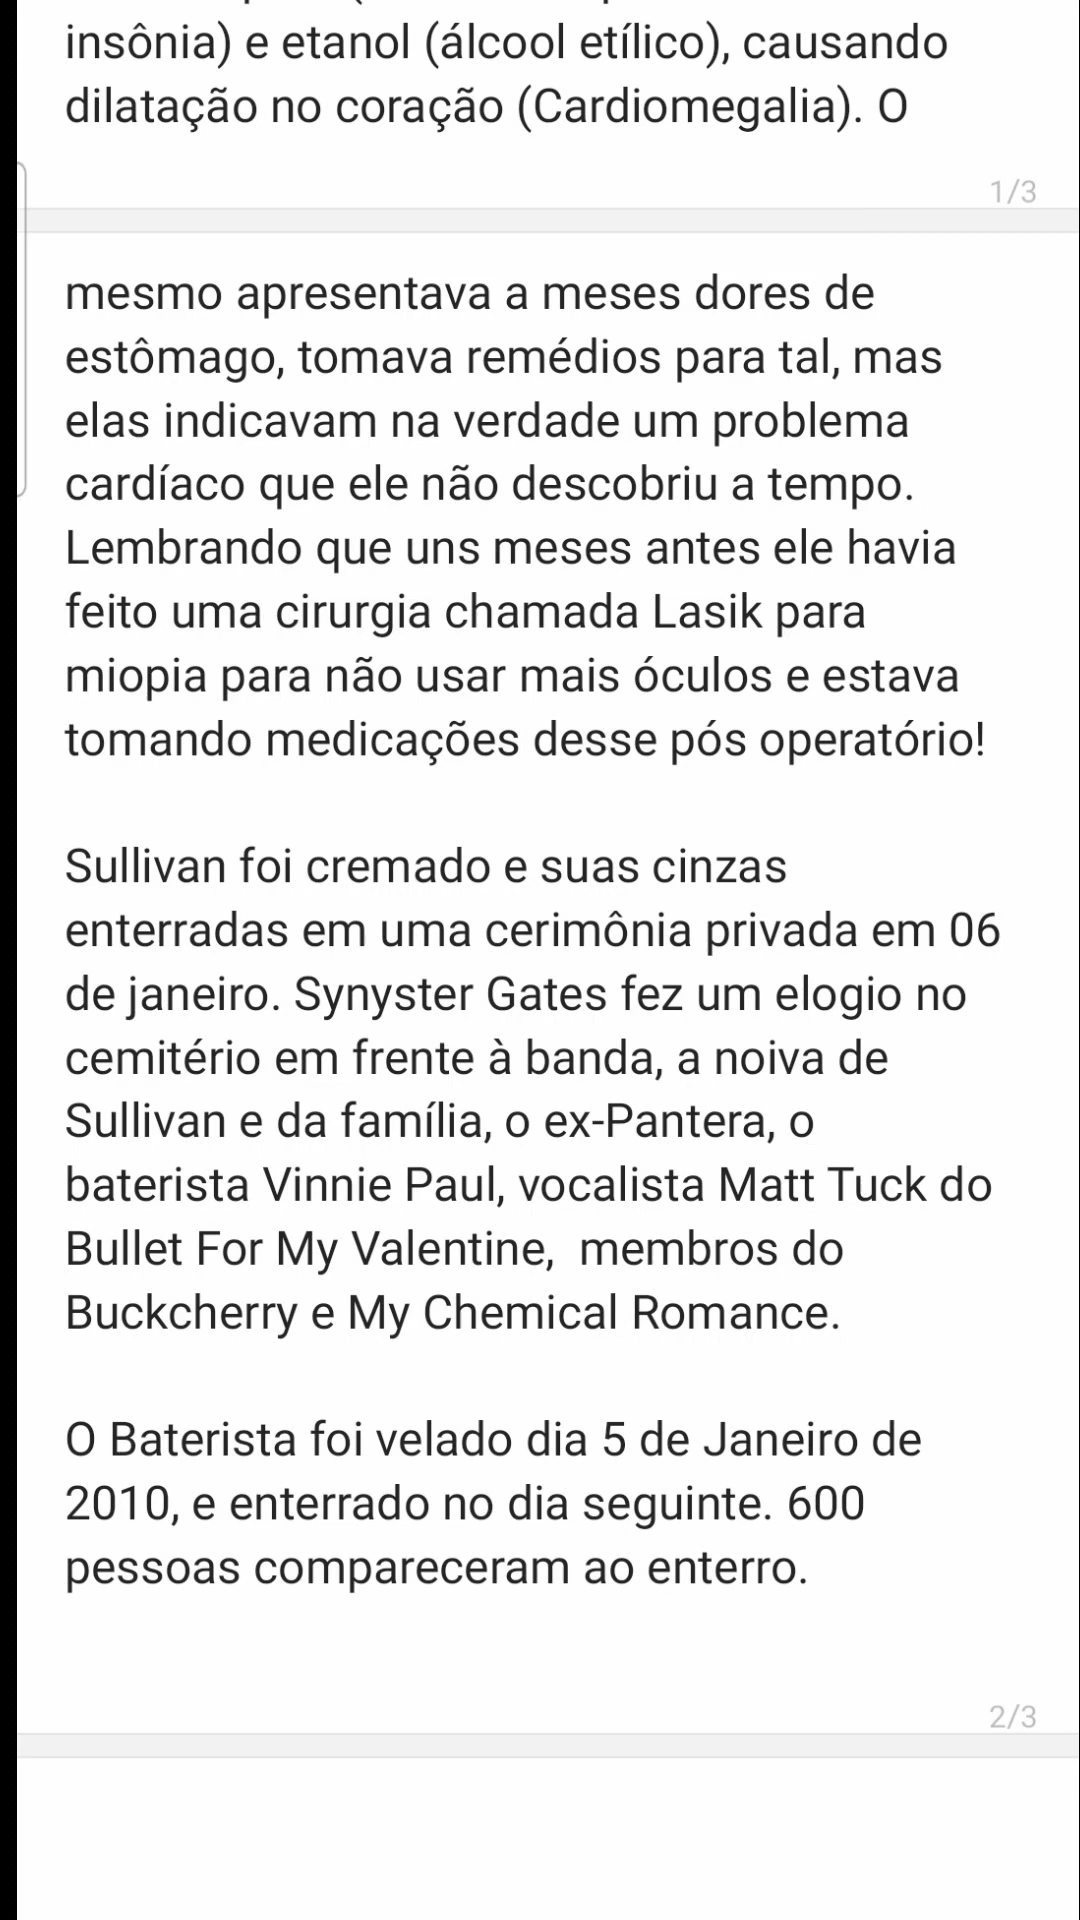 insônia) e etanol (álcool etílico), causando
dilatação no coração (Cardiomegalia). O
1/3
mesmo apresentava a meses dores de
estômago, tomava remédios para tal, mas
elas indicavam na verdade um problema
cardíaco que ele não descobriu a tempo.
Lembrando que uns meses antes ele havia
feito uma cirurgia chamada Lasik para
miopia para não usar mais óculos e estava
tomando medicações desse pós operatório!
Sullivan foi cremado e suas cinzas
enterradas em uma cerimônia privada em 06
de janeiro. Synyster Gates fez um elogio no
cemitério em frente à banda, a noiva de
Sullivan e da família, o ex-Pantera, o
baterista Vinnie Paul, vocalista Matt Tuck do
Bullet For My Valentine,  membros do
Buckcherry e My Chemical Romance.
O Baterista foi velado dia 5 de Janeiro de
2010, e enterrado no dia seguinte. 600
pessoas compareceram ao enterro.
2/3